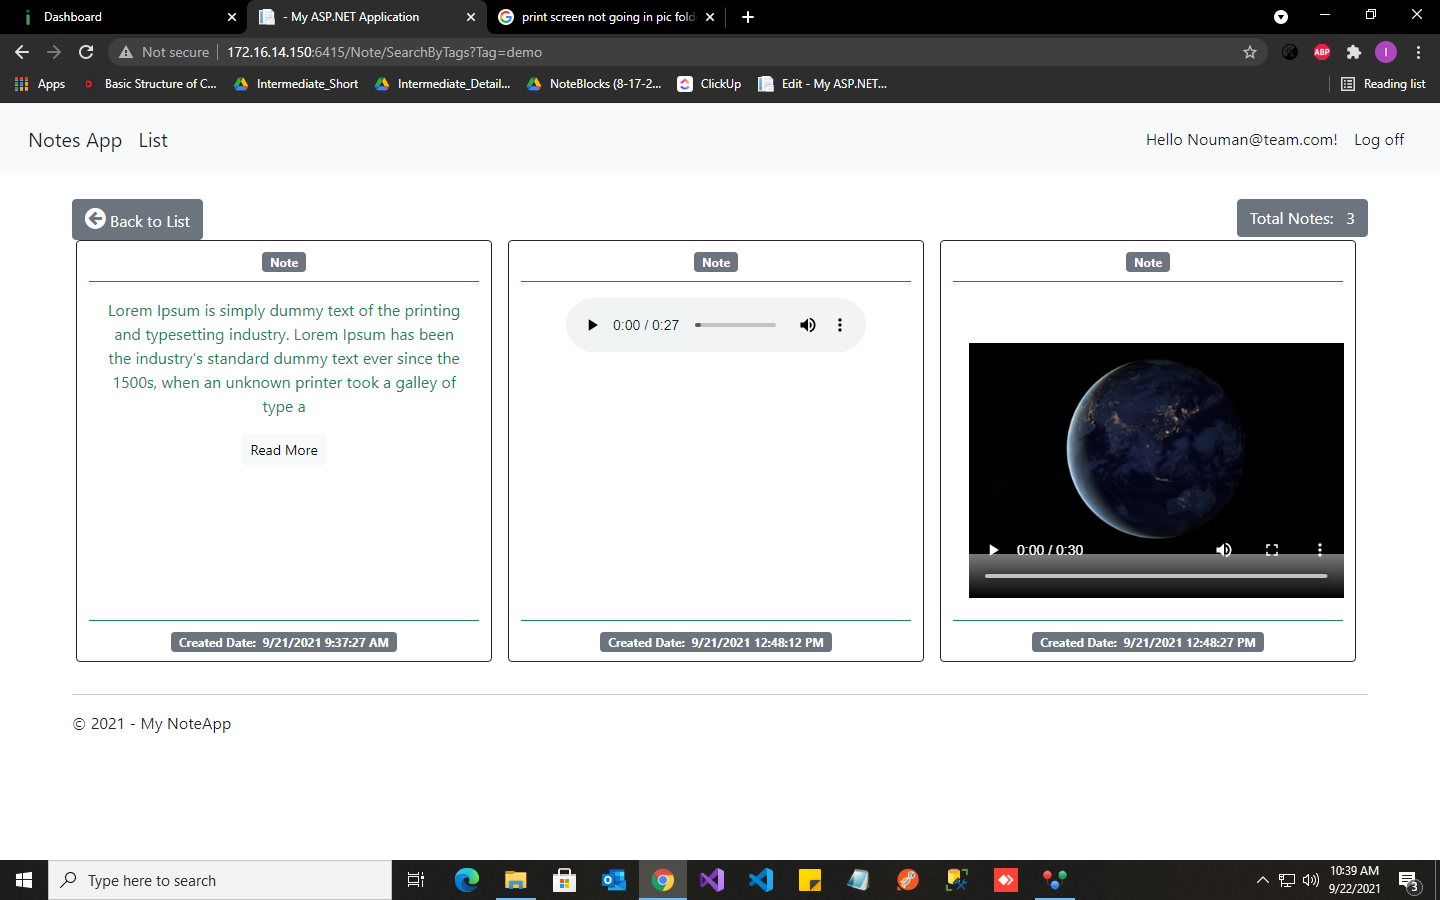 Dashboard
- My ASP.NET Application
print screen not going in pic fold
Not secure
172.16.14.150:6415/Note/SearchByTags?Tag=demo
ABP
I
Apps
Basic Structure of C...
Intermediate_Short
Intermediate_Detail...
NoteBlocks (8-17-2...
ClickUp
Edit - My ASP.NET...
Reading list
Notes App List
Hello Nouman@team.com! Log off
Back to List
Total Notes: 3
Note
Lorem Ipsum is simply dummy text of the printing
and typesetting industry. Lorem Ipsum has been
the industry's standard dummy text ever since the
1500s, when an unknown printer took a galley of
type a
Read More
Created Date: 9/21/2021 9:37:27 AM
Note
0:00 / 0:27
Created Date: 9/21/2021 12:48:12 PM
Note
0:00 / 0:30
Created Date: 9/21/2021 12:48:27 PM
© 2021 - My NoteApp
Type here to search
10:39 AM
9/22/2021
3